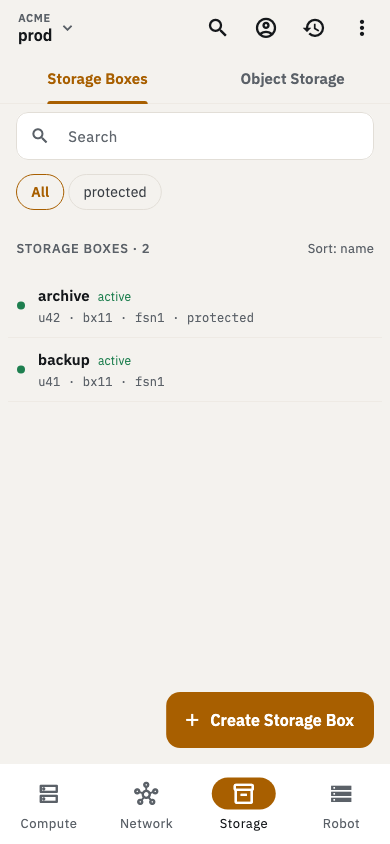 ACME
prod
Storage Boxes
Object Storage
Search
All
protected
STORAGE BOXES · 2
Sort: name
archive active
u42 · bx11 · fsn1 · protected
backup active
u41 · bx11 · fsn1
+ Create Storage Box
Compute
Network
Storage
Robot